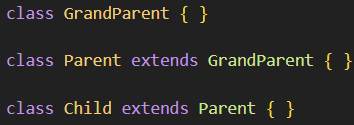 class GrandParent { }
class Parent extends GrandParent { }
class Child extends Parent { }